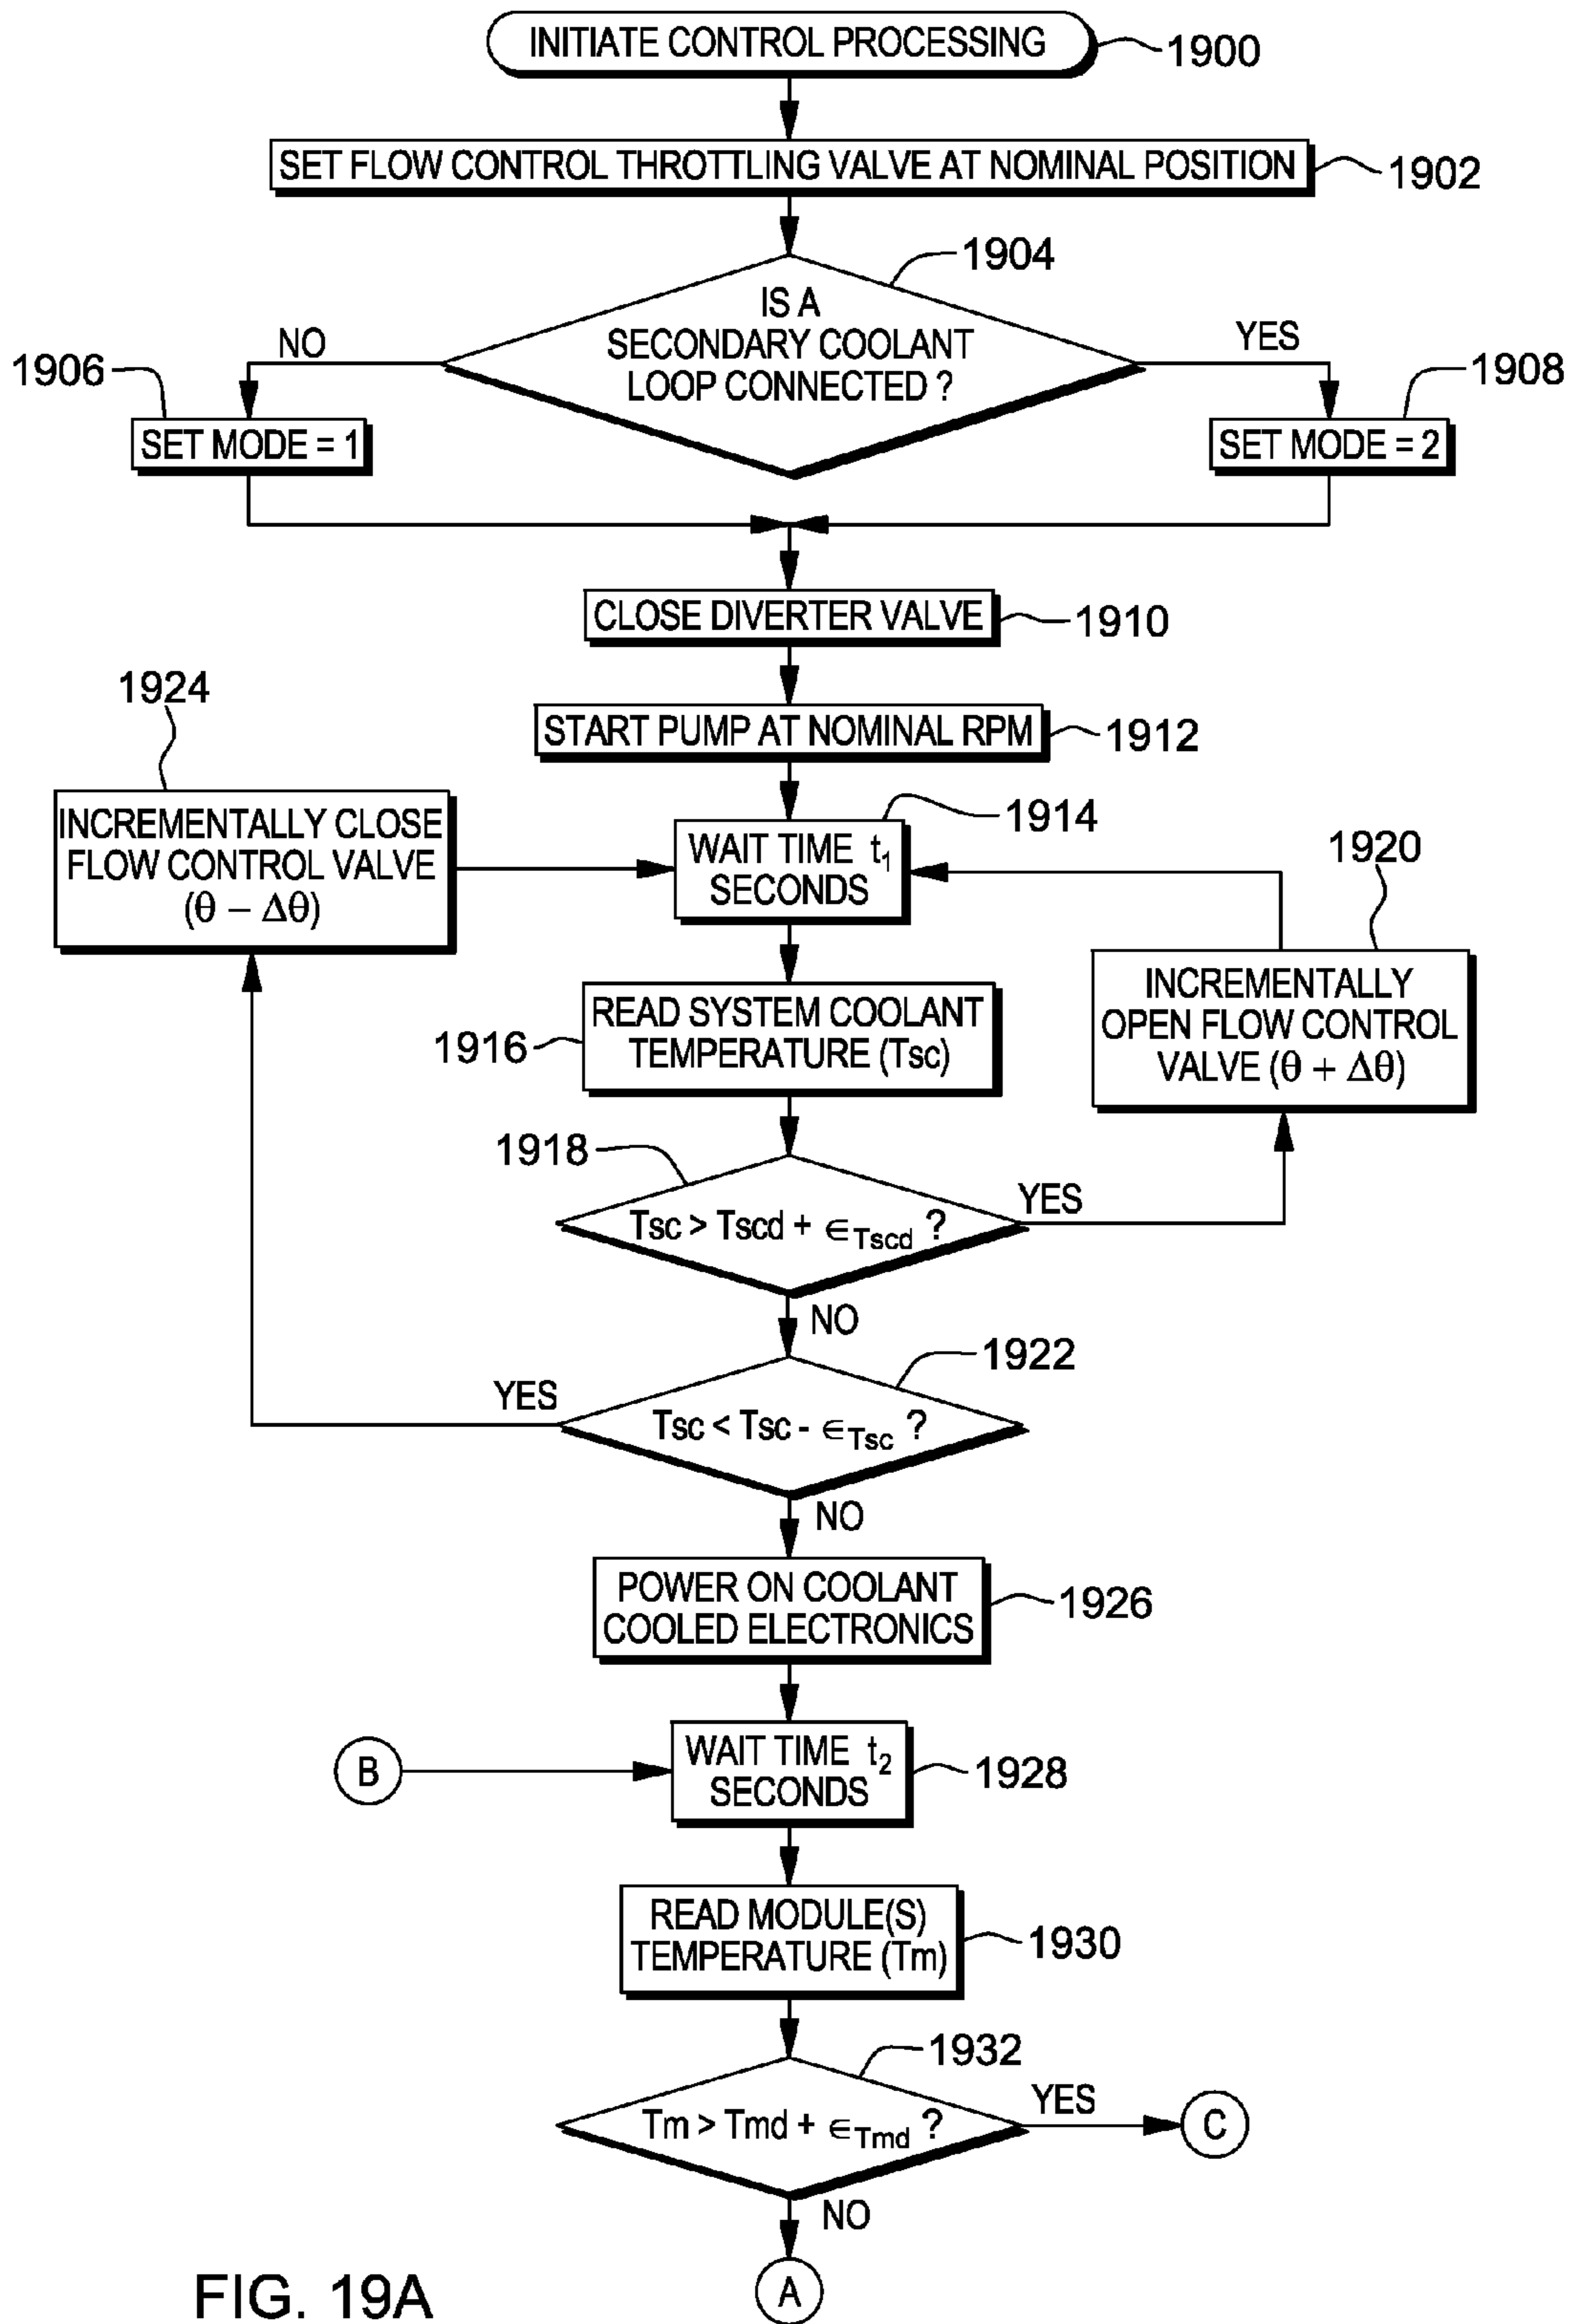 INITIATE CONTROL PROCESSING
1900
SET FLOW CONTROL THROTTLING VALVE AT NOMINAL POSITION
1902
1904
IS A
SECONDARY COOLANT
LOOP CONNECTED ?
NO
YES
1906
SET MODE = 1
1908
SET MODE = 2
CLOSE DIVERTER VALVE
1910
START PUMP AT NOMINAL RPM
1912
1924
INCREMENTALLY CLOSE
FLOW CONTROL VALVE
(θ – Δθ)
WAIT TIME t₁
SECONDS
1914
1920
INCREMENTALLY
OPEN FLOW CONTROL
VALVE (θ + Δθ)
READ SYSTEM COOLANT
TEMPERATURE (Tsc)
1916
1918
Tsc > Tscd + ∈Tscd ?
YES
NO
1922
Tsc < Tsc - ∈Tsc ?
YES
NO
POWER ON COOLANT
COOLED ELECTRONICS
1926
B
WAIT TIME t₂
SECONDS
1928
READ MODULE(S)
TEMPERATURE (Tm)
1930
1932
Tm > Tmd + ∈Tmd ?
YES
C
NO
A
FIG. 19A